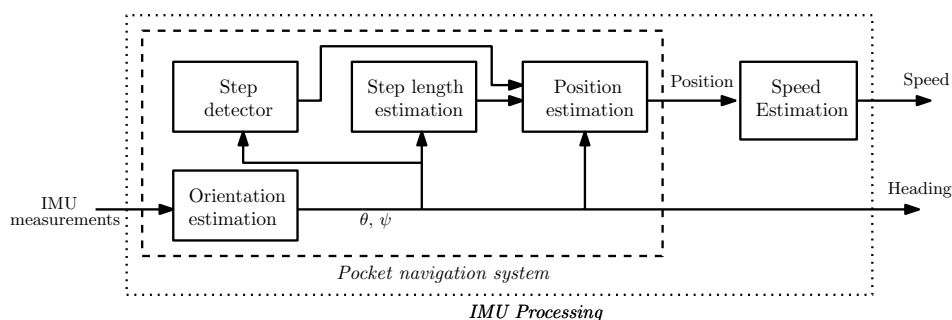 Step
detector
Step length
estimation
Position
estimation
Position
Speed
Estimation
Speed
IMU
measurements
Orientation
estimation
θ, ψ
Heading
Pocket navigation system
IMU Processing